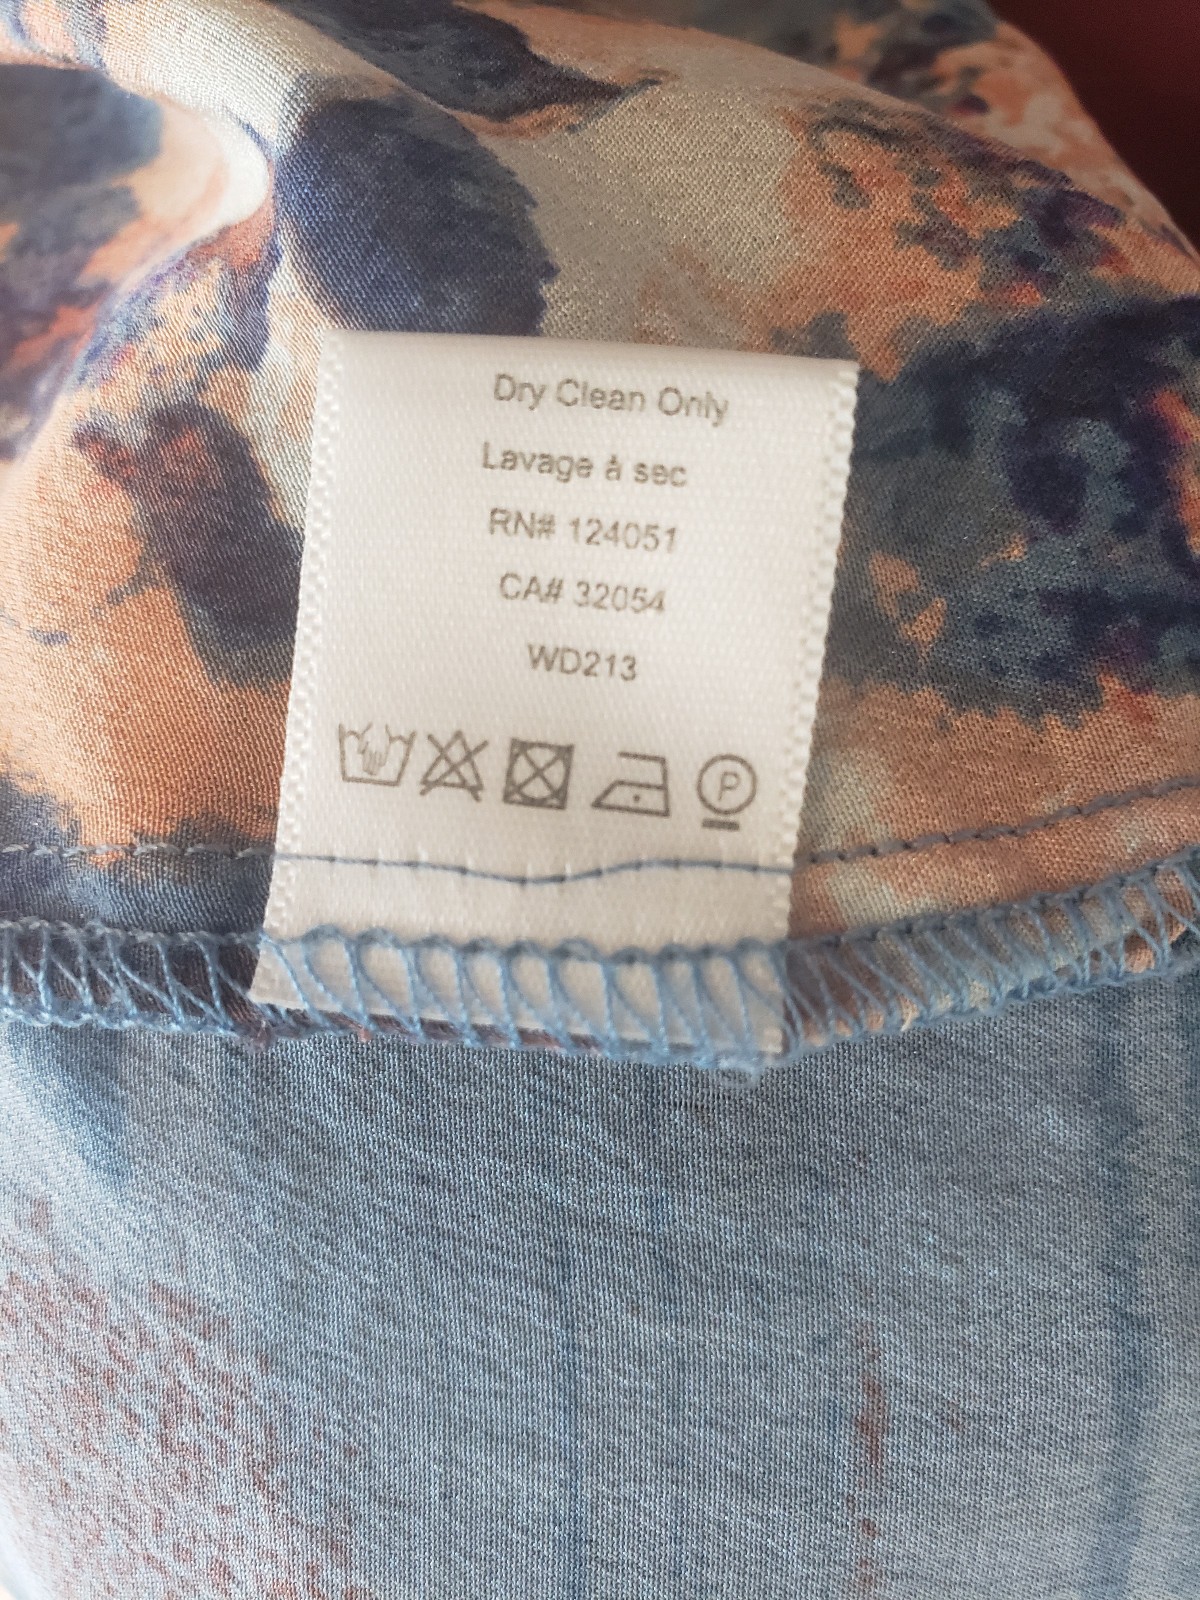 Dry Clean Only
Lavage à sec
RN# 124051
CA# 32054
WD213
P